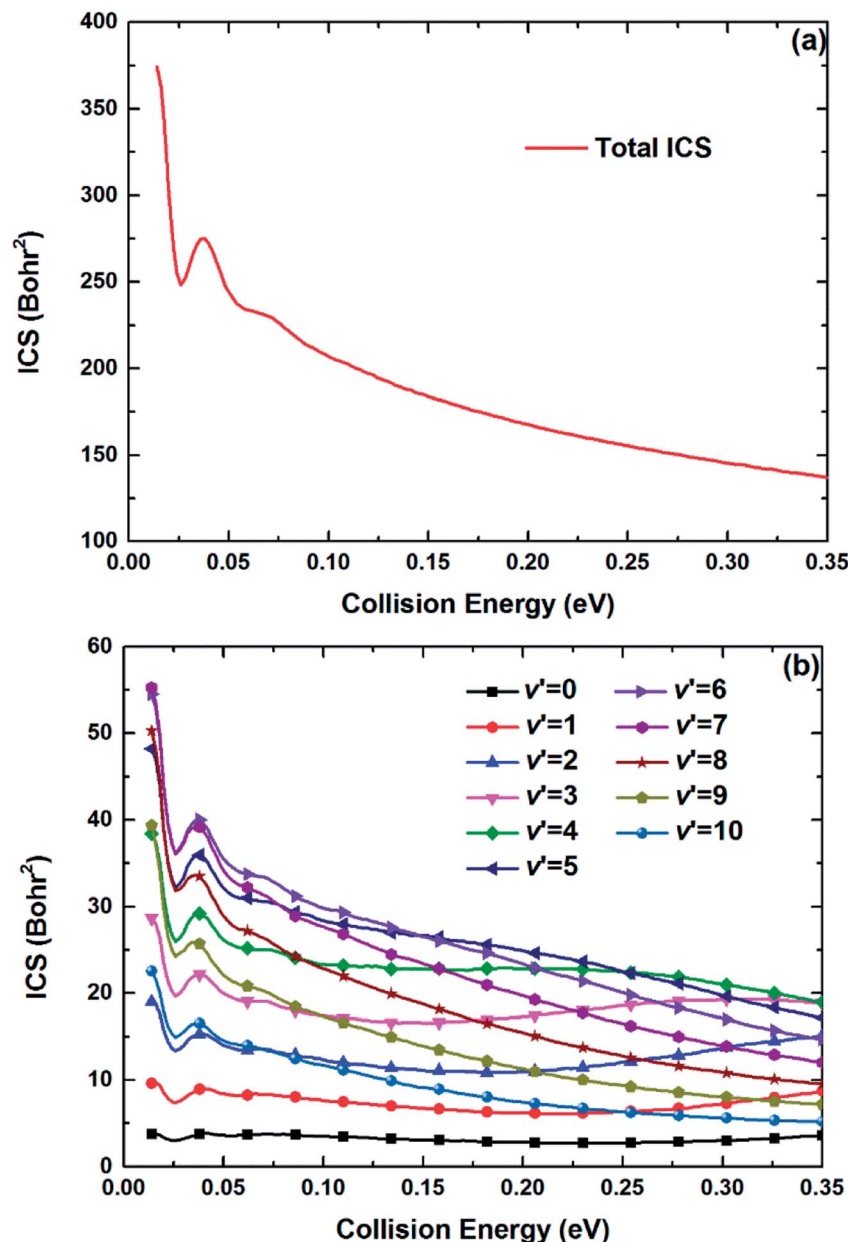 (a)
400
350
300
250
200
150
100
ICS (Bohr²)
Total ICS
0.00 0.05 0.10 0.15 0.20 0.25 0.30 0.35
Collision Energy (eV)
(b)
60
50
40
30
20
10
0
ICS (Bohr²)
v'=0 v'=6
v'=1 v'=7
v'=2 v'=8
v'=3 v'=9
v'=4 v'=10
v'=5
0.00 0.05 0.10 0.15 0.20 0.25 0.30 0.35
Collision Energy (eV)